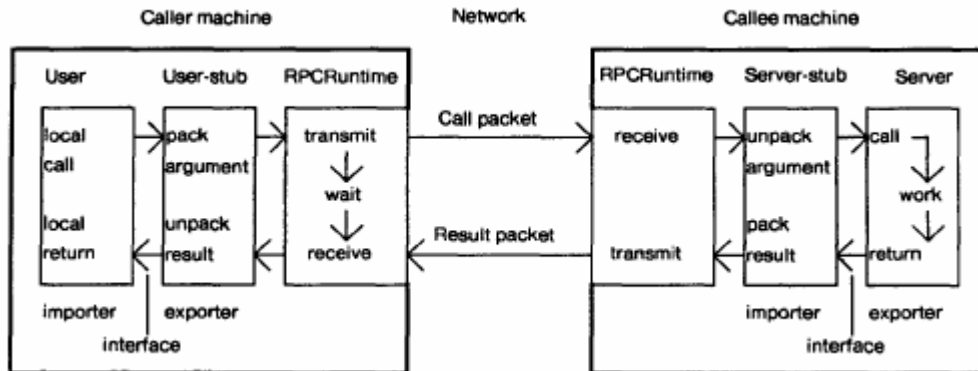 Caller machine Network Callee machine
User User-stub RPCRuntime RPCRuntime Server-stub Server
local pack transmit Call packet receive unpack call
call argument argument
wait work
local unpack pack
return result receive Result packet transmit result return
importer exporter importer exporter
interface interface